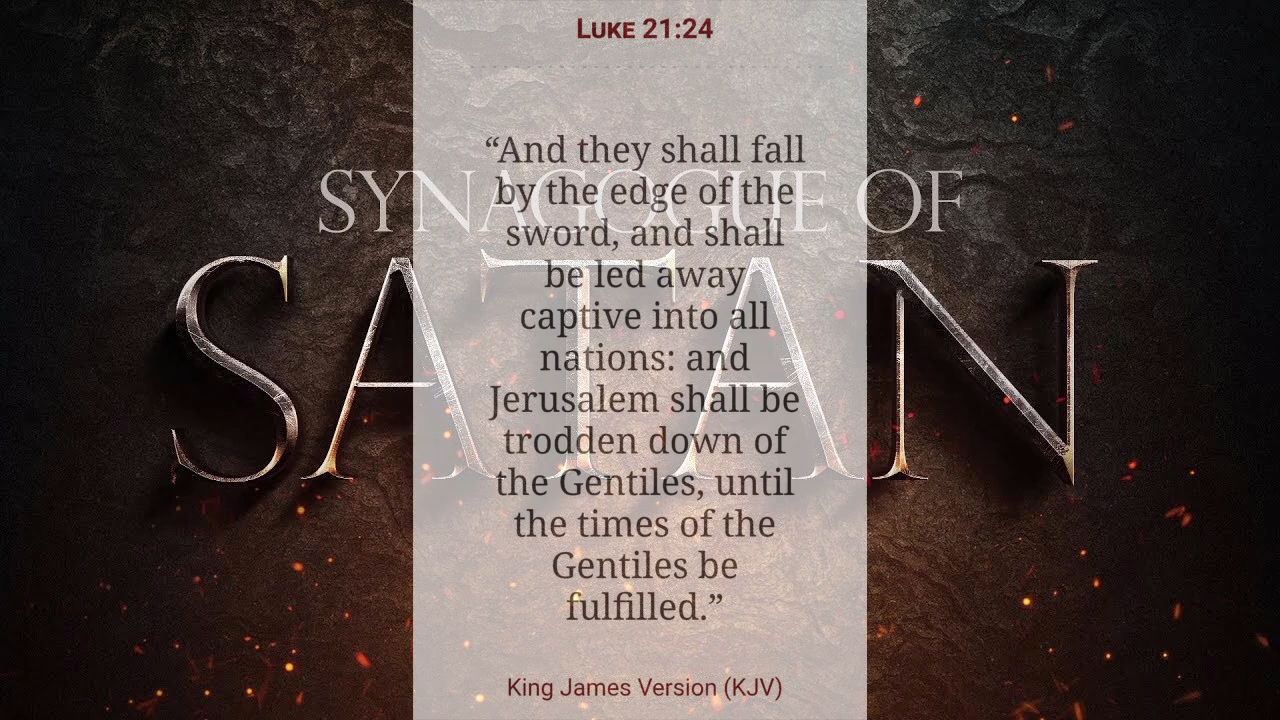 Luke 21:24
“And they shall fall
by the edge of the
sword, and shall
be led away
captive into all
nations: and
Jerusalem shall be
trodden down of
the Gentiles, until
the times of the
Gentiles be
fulfilled.”
King James Version (KJV)
SYNAGOGUE OF
SATAN